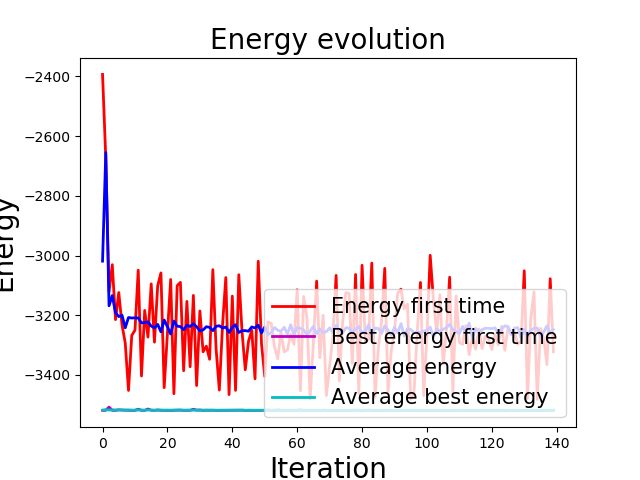 Energy evolution
Energy
−2400
−2600
−2800
−3000
−3200
−3400
Energy first time
Best energy first time
Average energy
Average best energy
0 20 40 60 80 100 120 140
Iteration